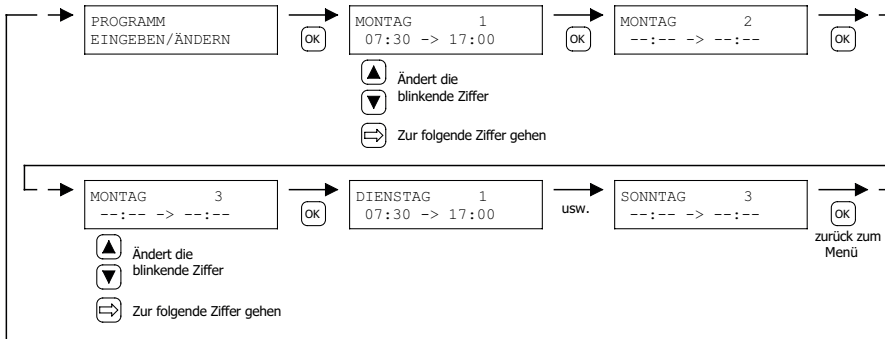 PROGRAMM
EINGEBEN/ÄNDERN
OK
MONTAG 1
07:30 -> 17:00
OK
MONTAG 2
--:-- -> --:--
OK
Ändert die
blinkende Ziffer
Zur folgende Ziffer gehen
MONTAG 3
--:-- -> --:--
OK
DIENSTAG 1
07:30 -> 17:00
usw.
SONNTAG 3
--:-- -> --:--
OK
zurück zum
Menü
Ändert die
blinkende Ziffer
Zur folgende Ziffer gehen